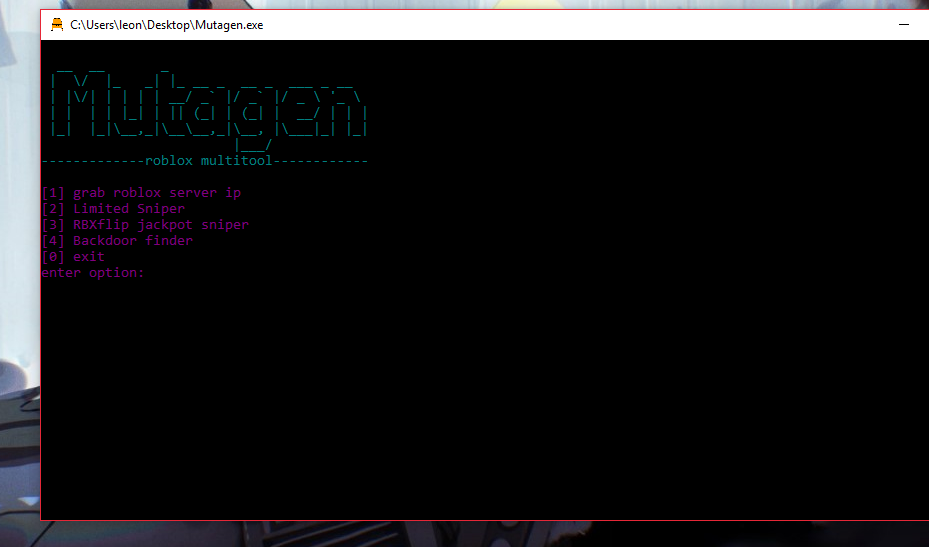 C:\Users\leon\Desktop\Mutagen.exe
Mutagen
-------------roblox multitool------------
[1] grab roblox server ip
[2] Limited Sniper
[3] RBXflip jackpot sniper
[4] Backdoor finder
[0] exit
enter option: